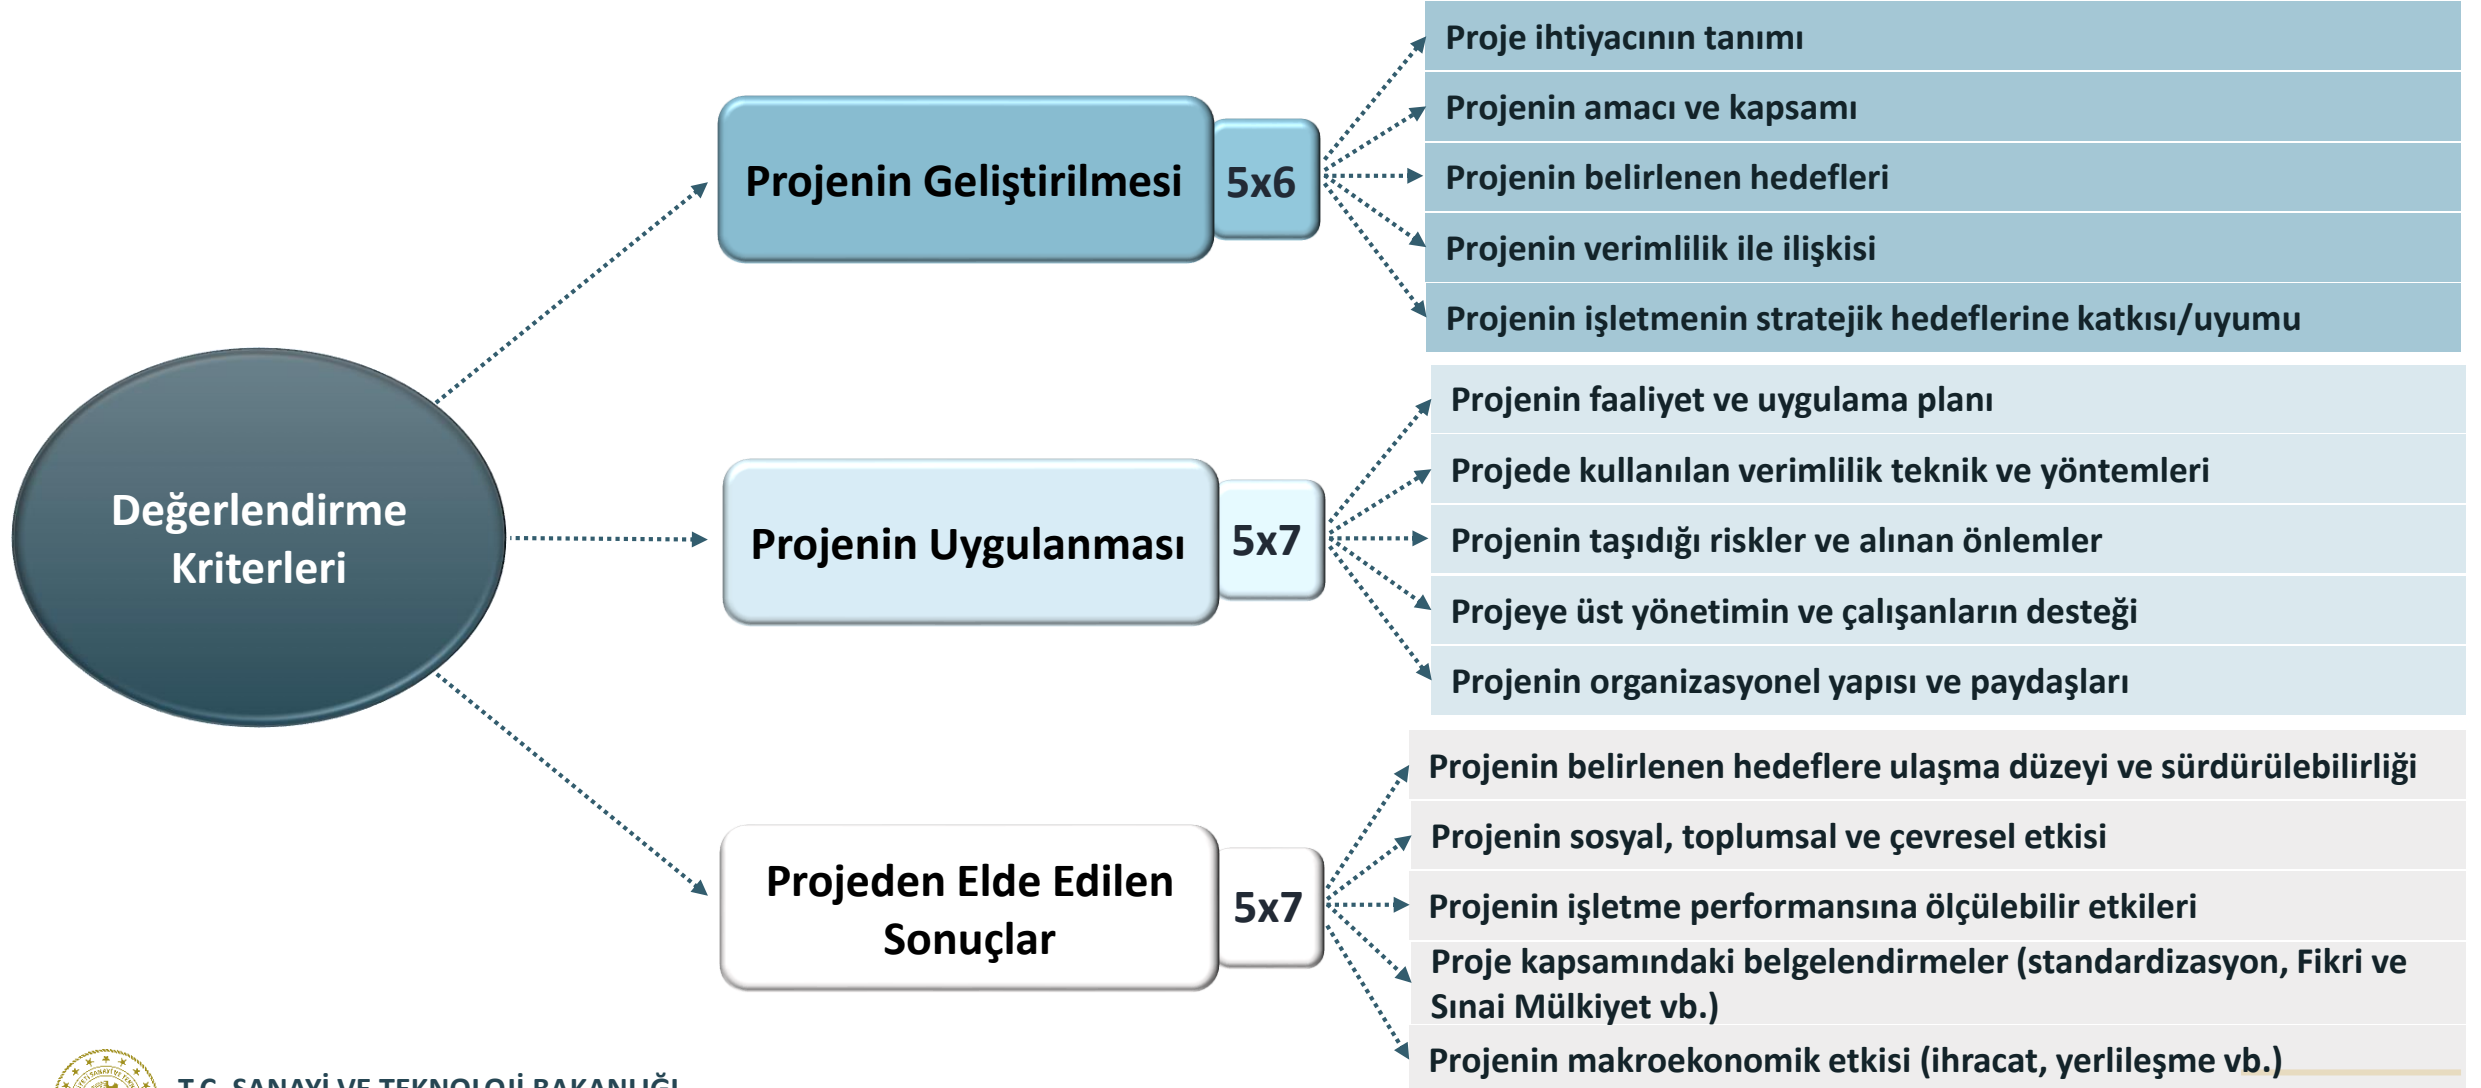 Değerlendirme
Kriterleri
Projenin Geliştirilmesi
5x6
Proje ihtiyacının tanımı
Projenin amacı ve kapsamı
Projenin belirlenen hedefleri
Projenin verimlilik ile ilişkisi
Projenin işletmenin stratejik hedeflerine katkısı/uyumu
Projenin Uygulanması
5x7
Projenin faaliyet ve uygulama planı
Projede kullanılan verimlilik teknik ve yöntemleri
Projenin taşıdığı riskler ve alınan önlemler
Projeye üst yönetimin ve çalışanların desteği
Projenin organizasyonel yapısı ve paydaşları
Projeden Elde Edilen
Sonuçlar
5x7
Projenin belirlenen hedeflere ulaşma düzeyi ve sürdürülebilirliği
Projenin sosyal, toplumsal ve çevresel etkisi
Projenin işletme performansına ölçülebilir etkileri
Proje kapsamındaki belgelendirmeler (standardizasyon, Fikri ve
Sınai Mülkiyet vb.)
Projenin makroekonomik etkisi (ihracat, yerlileşme vb.)
T.C. SANAYİ VE TEKNOLOJİ BAKANLIĞI